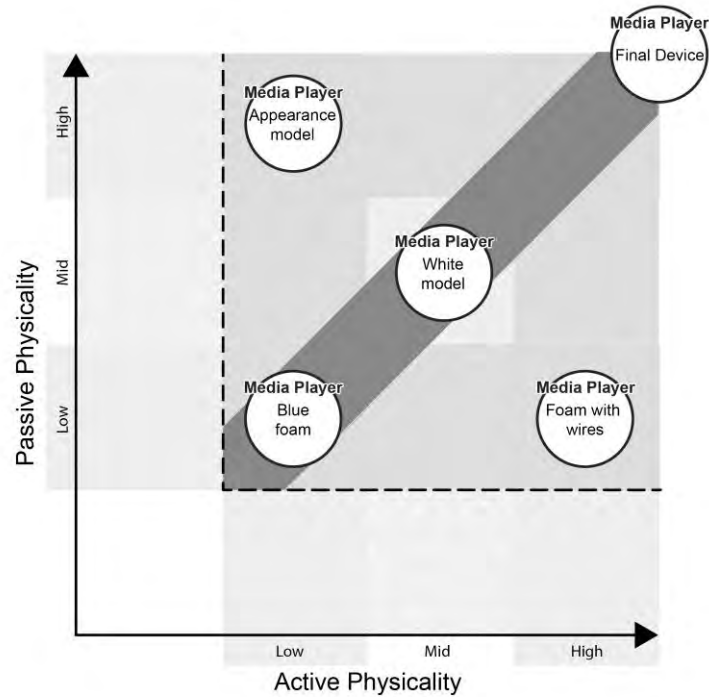 Media Player
Final Device
Media Player
Appearance
model
High
Media Player
White
model
Mid
Passive Physicality
Media Player
Blue
foam
Media Player
Foam with
wires
Low
Low
Mid
High
Active Physicality